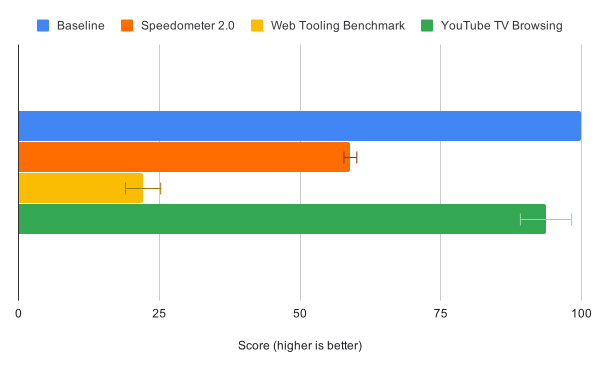 Baseline Speedometer 2.0 Web Tooling Benchmark YouTube TV Browsing
0 25 50 75 100
Score (higher is better)